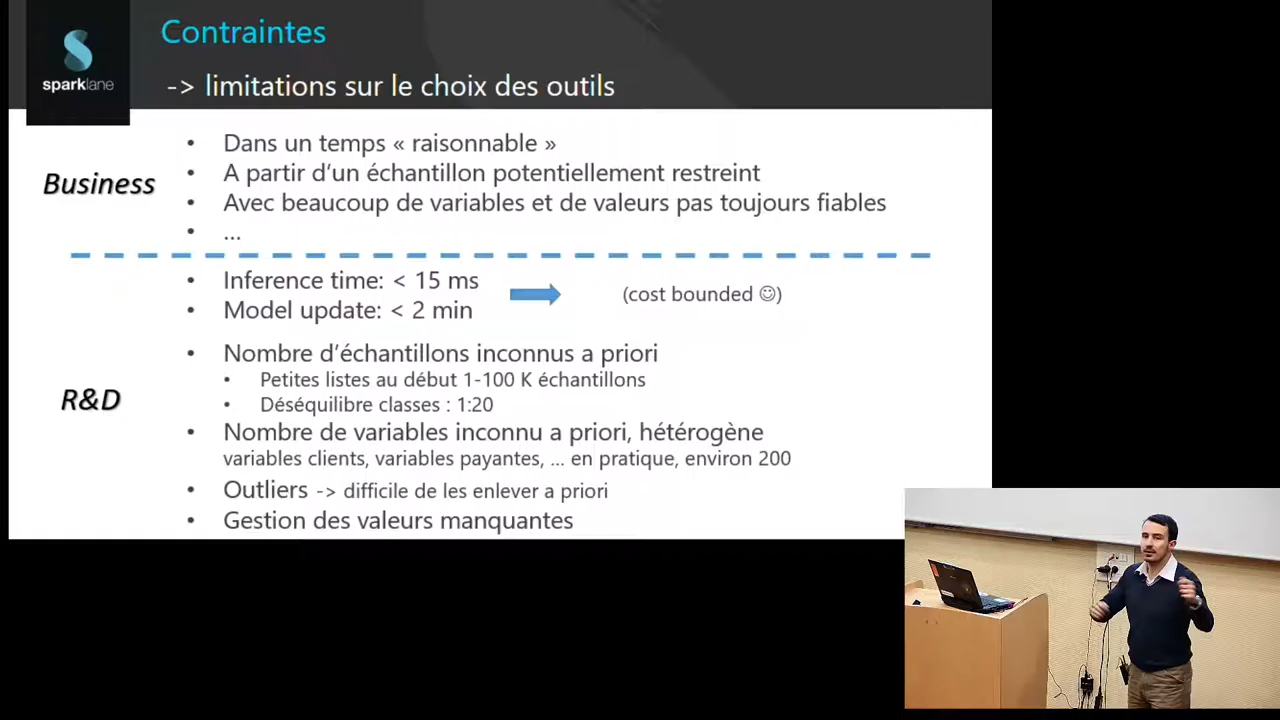 sparklane
Contraintes
-> limitations sur le choix des outils
Business
• Dans un temps « raisonnable »
• A partir d'un échantillon potentiellement restreint
• Avec beaucoup de variables et de valeurs pas toujours fiables
• ...
R&D
• Inference time: < 15 ms
• Model update: < 2 min
(cost bounded ☺)
• Nombre d'échantillons inconnus a priori
• Petites listes au début 1-100 K échantillons
• Déséquilibre classes : 1:20
• Nombre de variables inconnu a priori, hétérogène
variables clients, variables payantes, ... en pratique, environ 200
• Outliers -> difficile de les enlever a priori
• Gestion des valeurs manquantes